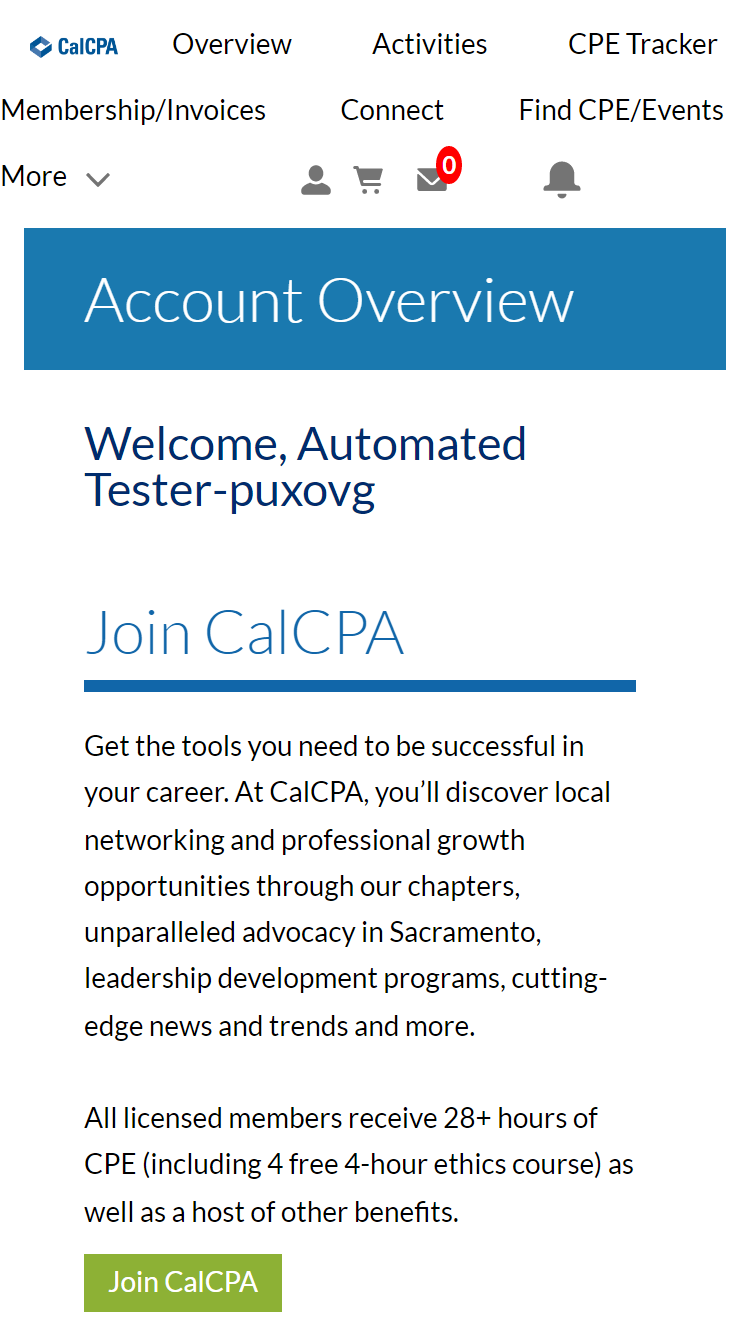 CalCPA Overview Activities CPE Tracker
Membership/Invoices Connect Find CPE/Events
More 0
Account Overview
Welcome, Automated
Tester-puxovg
Join CalCPA
Get the tools you need to be successful in
your career. At CalCPA, you’ll discover local
networking and professional growth
opportunities through our chapters,
unparalleled advocacy in Sacramento,
leadership development programs, cutting-
edge news and trends and more.
All licensed members receive 28+ hours of
CPE (including 4 free 4-hour ethics course) as
well as a host of other benefits.
Join CalCPA